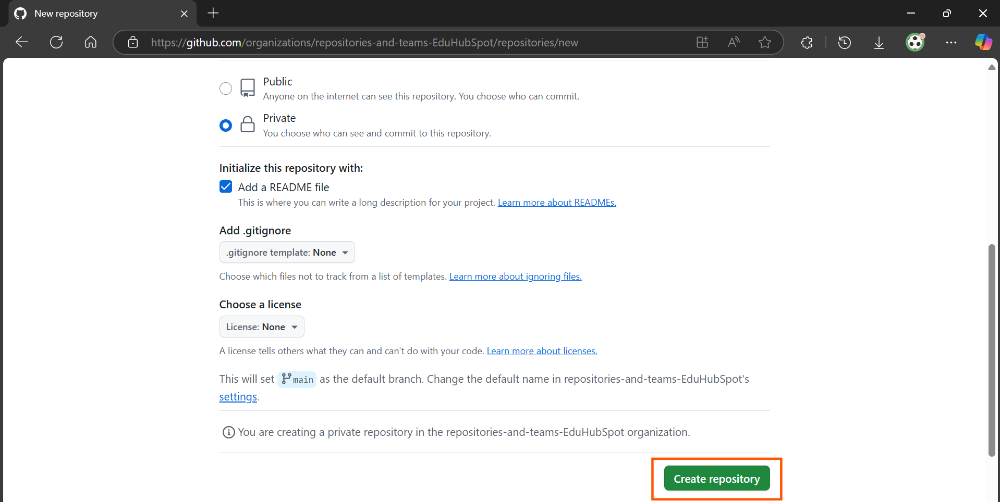 New repository
https://github.com/organizations/repositories-and-teams-EduHubSpot/repositories/new
Public
Anyone on the internet can see this repository. You choose who can commit.
Private
You choose who can see and commit to this repository.
Initialize this repository with:
Add a README file
This is where you can write a long description for your project. Learn more about READMEs.
Add .gitignore
.gitignore template: None
Choose which files not to track from a list of templates. Learn more about ignoring files.
Choose a license
License: None
A license tells others what they can and can't do with your code. Learn more about licenses.
This will set main as the default branch. Change the default name in repositories-and-teams-EduHubSpot's
settings.
You are creating a private repository in the repositories-and-teams-EduHubSpot organization.
Create repository